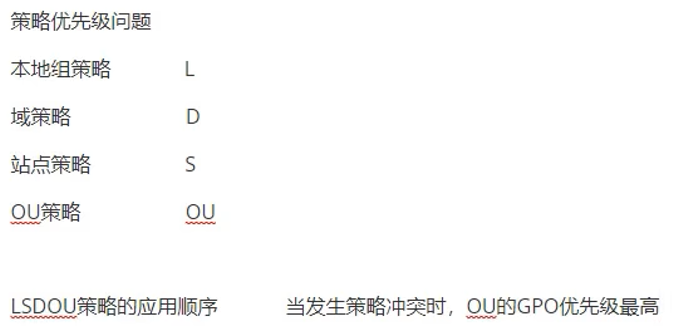 策略优先级问题
本地组策略 L
域策略 D
站点策略 S
OU策略 OU
LSDOU策略的应用顺序 当发生策略冲突时，OU的GPO优先级最高